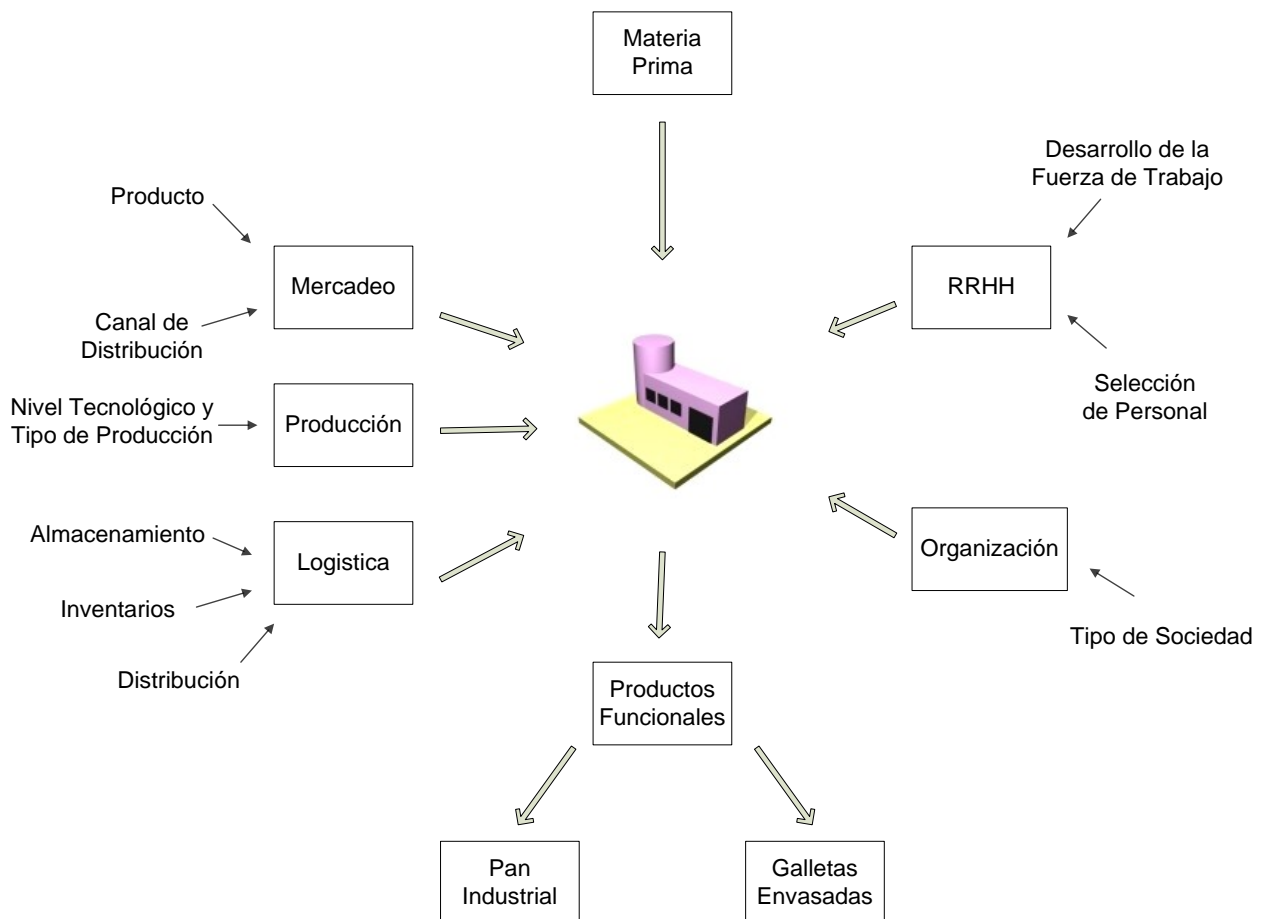 Materia
Prima
Desarrollo de la
Fuerza de Trabajo
Producto
Mercadeo
RRHH
Canal de
Distribución
Selección
de Personal
Nivel Tecnológico y
Tipo de Producción
Producción
Almacenamiento
Logistica
Organización
Inventarios
Tipo de Sociedad
Distribución
Productos
Funcionales
Pan
Industrial
Galletas
Envasadas